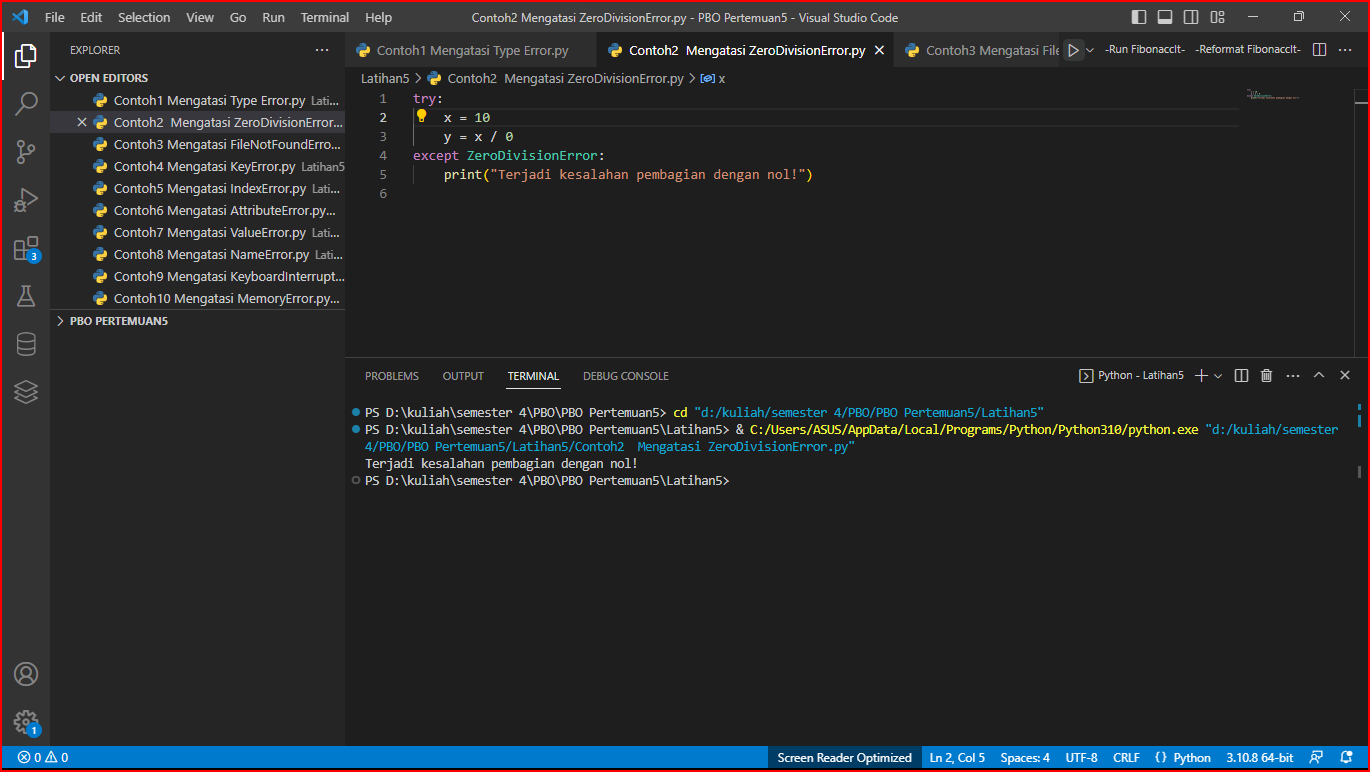 File Edit Selection View Go Run Terminal Help
Contoh2 Mengatasi ZeroDivisionError.py - PBO Pertemuan5 - Visual Studio Code
EXPLORER
OPEN EDITORS
Contoh1 Mengatasi Type Error.py Lati...
Contoh2 Mengatasi ZeroDivisionError...
Contoh3 Mengatasi FileNotFoundErro...
Contoh4 Mengatasi KeyError.py Latihan5
Contoh5 Mengatasi IndexError.py Lati...
Contoh6 Mengatasi AttributeError.py...
Contoh7 Mengatasi ValueError.py Lati...
Contoh8 Mengatasi NameError.py Lati...
Contoh9 Mengatasi KeyboardInterrupt...
Contoh10 Mengatasi MemoryError.py...
PBO PERTEMUAN5
3
1
Contoh1 Mengatasi Type Error.py
Contoh2  Mengatasi ZeroDivisionError.py
Contoh3 Mengatasi File
-Run FibonaccIt- -Reformat FibonaccIt-
Latihan5 > Contoh2  Mengatasi ZeroDivisionError.py > x
1 try:
2     x = 10
3     y = x / 0
4 except ZeroDivisionError:
5     print("Terjadi kesalahan pembagian dengan nol!")
6
PROBLEMS OUTPUT TERMINAL DEBUG CONSOLE
Python - Latihan5
PS D:\kuliah\semester 4\PBO\PBO Pertemuan5> cd "d:/kuliah/semester 4/PBO/PBO Pertemuan5/Latihan5"
PS D:\kuliah\semester 4\PBO\PBO Pertemuan5\Latihan5> & C:/Users/ASUS/AppData/Local/Programs/Python/Python310/python.exe "d:/kuliah/semester
4/PBO/PBO Pertemuan5/Latihan5/Contoh2  Mengatasi ZeroDivisionError.py"
Terjadi kesalahan pembagian dengan nol!
PS D:\kuliah\semester 4\PBO\PBO Pertemuan5\Latihan5>
0 0
Screen Reader Optimized Ln 2, Col 5 Spaces: 4 UTF-8 CRLF {} Python 3.10.8 64-bit